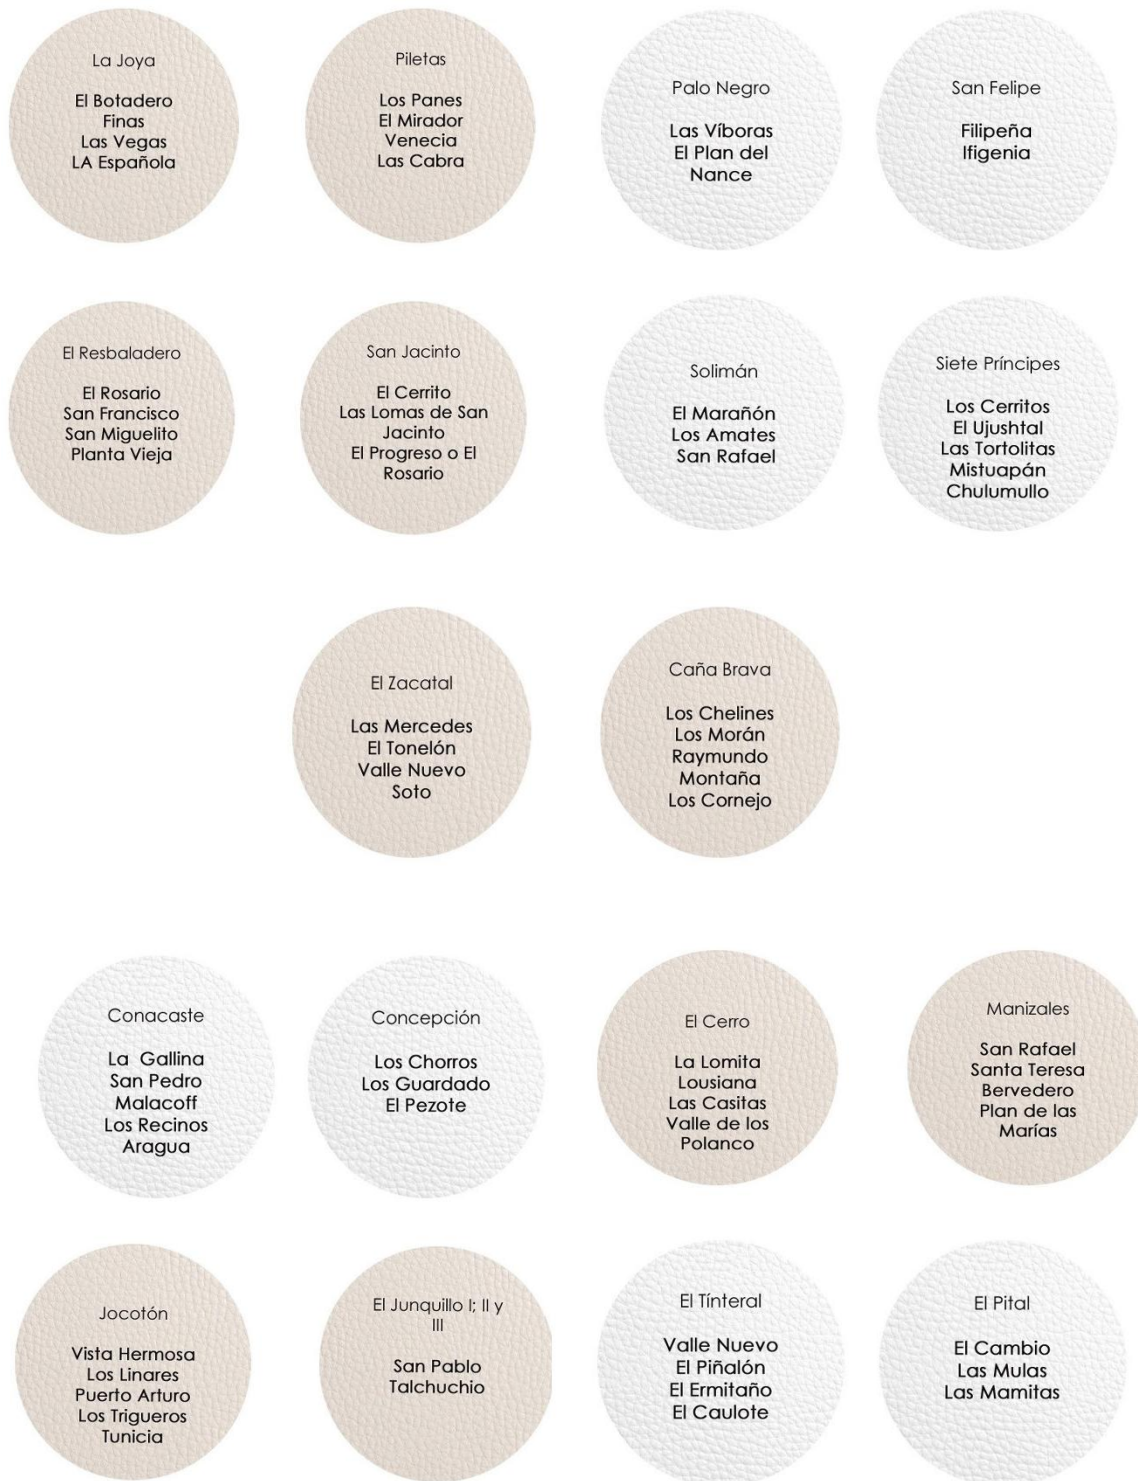 La Joya
El Botadero
Finas
Las Vegas
LA Española
Piletas
Los Panes
El Mirador
Venecia
Las Cabra
Palo Negro
Las Víboras
El Plan del
Nance
San Felipe
Filipeña
Ifigenia
El Resbaladero
El Rosario
San Francisco
San Miguelito
Planta Vieja
San Jacinto
El Cerrito
Las Lomas de San
Jacinto
El Progreso o El
Rosario
Solimán
El Marañón
Los Amates
San Rafael
Siete Príncipes
Los Cerritos
El Ujushtal
Las Tortolitas
Mistuapán
Chulumullo
El Zacatal
Las Mercedes
El Tonelón
Valle Nuevo
Soto
Caña Brava
Los Chelines
Los Morán
Raymundo
Montaña
Los Cornejo
Conacaste
La Gallina
San Pedro
Malacoff
Los Recinos
Aragua
Concepción
Los Chorros
Los Guardado
El Pezote
El Cerro
La Lomita
Lousiana
Las Casitas
Valle de los
Polanco
Manizales
San Rafael
Santa Teresa
Bervedero
Plan de las
Marías
Jocotón
Vista Hermosa
Los Linares
Puerto Arturo
Los Trigueros
Tunicia
El Junquillo I; II y
III
San Pablo
Talchuchio
El Tínteral
Valle Nuevo
El Piñalón
El Ermitaño
El Caulote
El Pital
El Cambio
Las Mulas
Las Mamitas